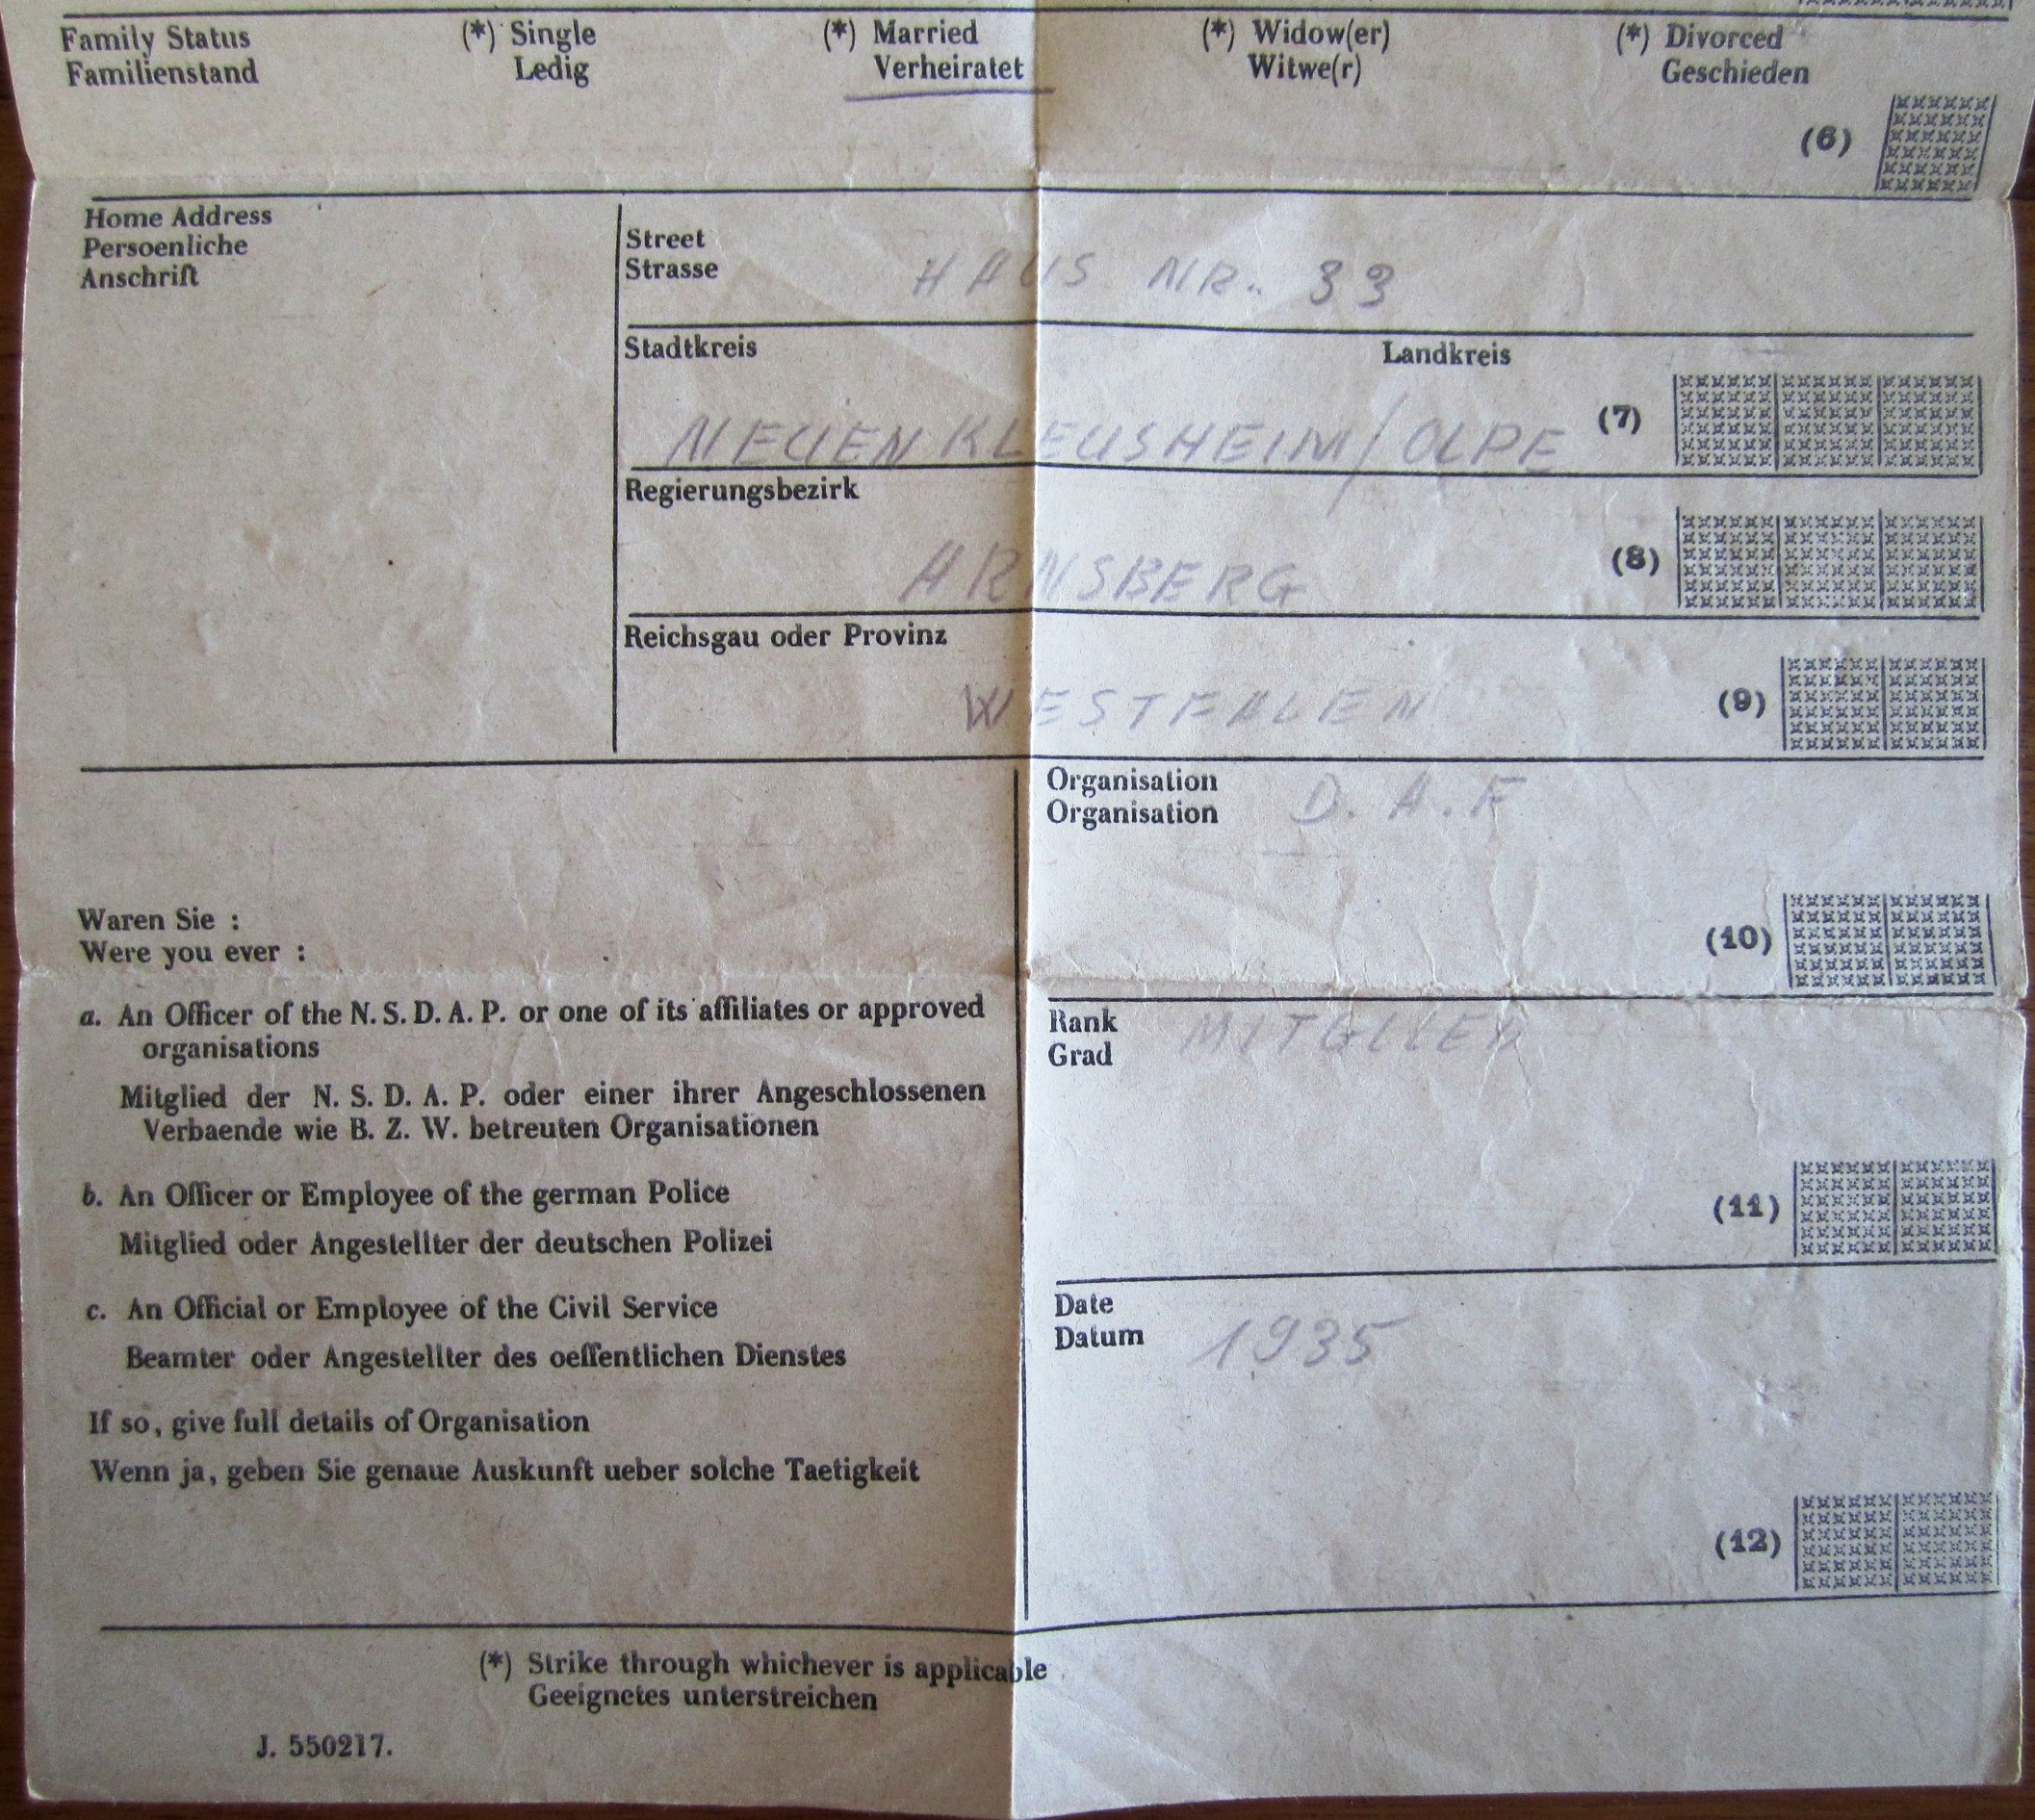 Family Status (*) Single (*) Married (*) Widow(er) (*) Divorced
Familienstand Ledig Verheiratet Witwe(r) Geschieden
(6)
Home Address
Persoenliche
Anschrift
Street
Strasse HAUS NR. 33
Stadtkreis Landkreis
NEUENKLEUSHEIM/OLPE (7)
Regierungsbezirk
ARNSBERG (8)
Reichsgau oder Provinz
WESTFALEN (9)
Organisation D.A.F
Organisation
Waren Sie :
Were you ever :
(10)
a. An Officer of the N. S. D. A. P. or one of its affiliates or approved
organisations
Mitglied der N. S. D. A. P. oder einer ihrer Angeschlossenen
Verbaende wie B. Z. W. betreuten Organisationen
Rank MITGLIED
Grad
b. An Officer or Employee of the german Police
Mitglied oder Angestellter der deutschen Polizei
(11)
c. An Official or Employee of the Civil Service
Beamter oder Angestellter des oeffentlichen Dienstes
Date
Datum 1935
If so, give full details of Organisation
Wenn ja, geben Sie genaue Auskunft ueber solche Taetigkeit
(12)
(*) Strike through whichever is applicable
Geeignetes unterstreichen
J. 550217.